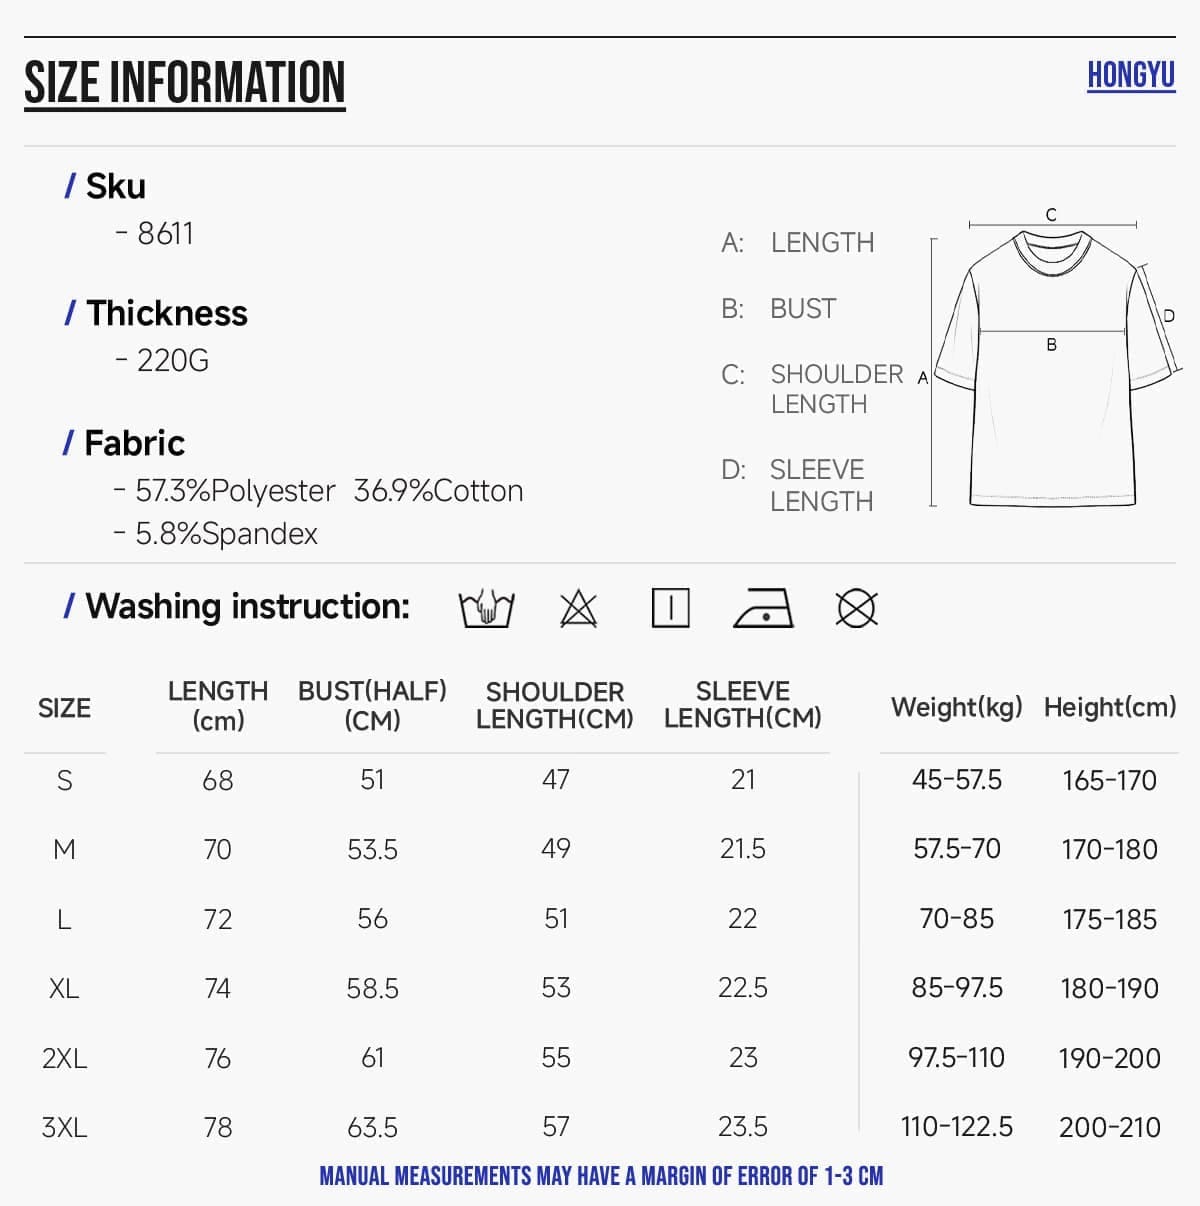 SIZE INFORMATION
HONGYU
/ Sku
- 8611
/ Thickness
- 220G
/ Fabric
- 57.3%Polyester 36.9%Cotton
- 5.8%Spandex
A: LENGTH
B: BUST
C: SHOULDER
LENGTH
D: SLEEVE
LENGTH
C
D
B
A
/ Washing instruction:
SIZE LENGTH (cm) BUST(HALF) (CM) SHOULDER LENGTH(CM) SLEEVE LENGTH(CM) Weight(kg) Height(cm)
S 68 51 47 21 45-57.5 165-170
M 70 53.5 49 21.5 57.5-70 170-180
L 72 56 51 22 70-85 175-185
XL 74 58.5 53 22.5 85-97.5 180-190
2XL 76 61 55 23 97.5-110 190-200
3XL 78 63.5 57 23.5 110-122.5 200-210
MANUAL MEASUREMENTS MAY HAVE A MARGIN OF ERROR OF 1-3 CM